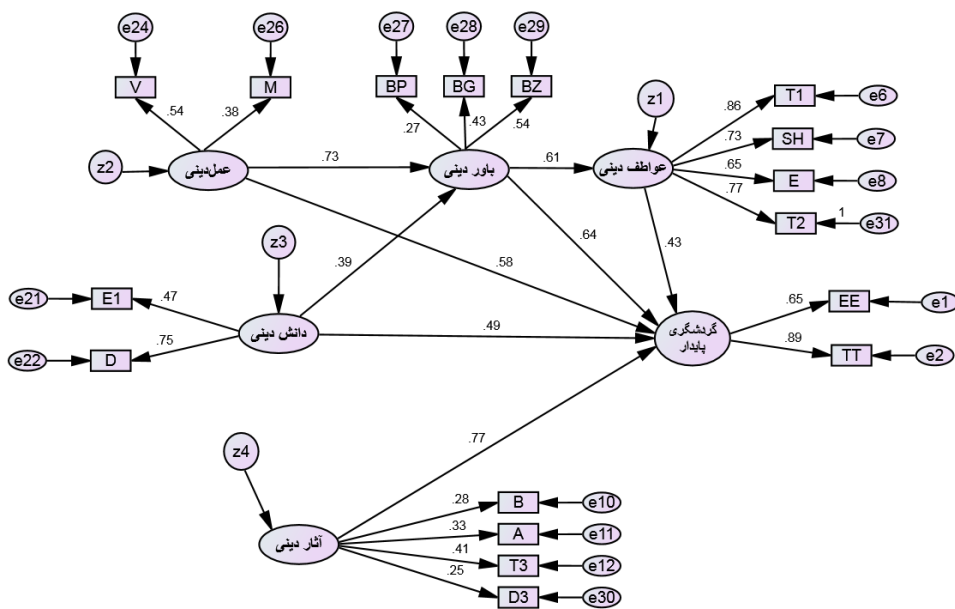 e24
e26
e27
e28
e29
V
M
BP
BG
BZ
z1
.54
.38
.27
.43
.54
.86
T1
e6
.73
SH
e7
z2
عمل‌دینی
.73
باور دینی
.61
عواطف دینی
.65
E
e8
.77
T2
1
e31
z3
.39
.58
.64
.43
e21
E1
.47
دانش دینی
.49
گردشگری
پایدار
.65
EE
e1
e22
D
.75
.89
TT
e2
z4
.77
آثار دینی
.28
B
e10
.33
A
e11
.41
T3
e12
.25
D3
e30